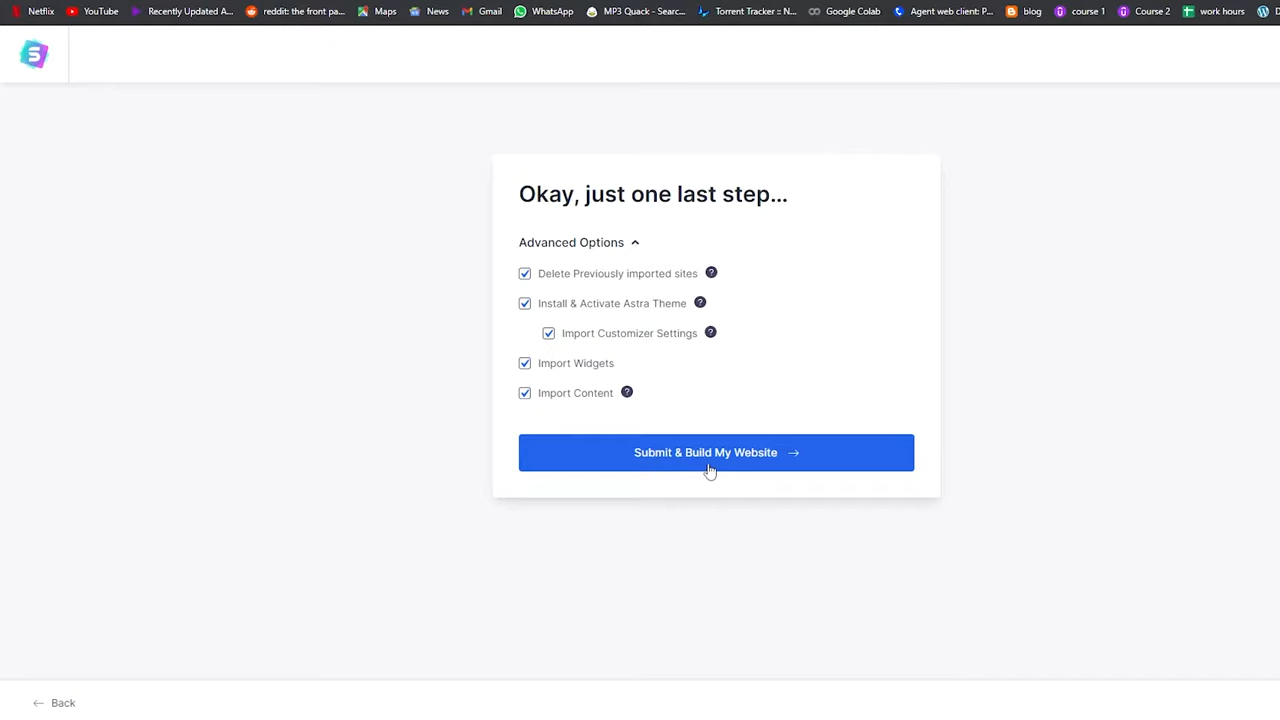 Netflix YouTube Recently Updated A... reddit: the front pa... Maps News Gmail WhatsApp MP3 Quack - Searc... Torrent Tracker :: N... Google Colab Agent web client: P... blog course 1 Course 2 work hours
S
Okay, just one last step...
Advanced Options
Delete Previously imported sites ?
Install & Activate Astra Theme ?
Import Customizer Settings ?
Import Widgets
Import Content ?
Submit & Build My Website →
← Back